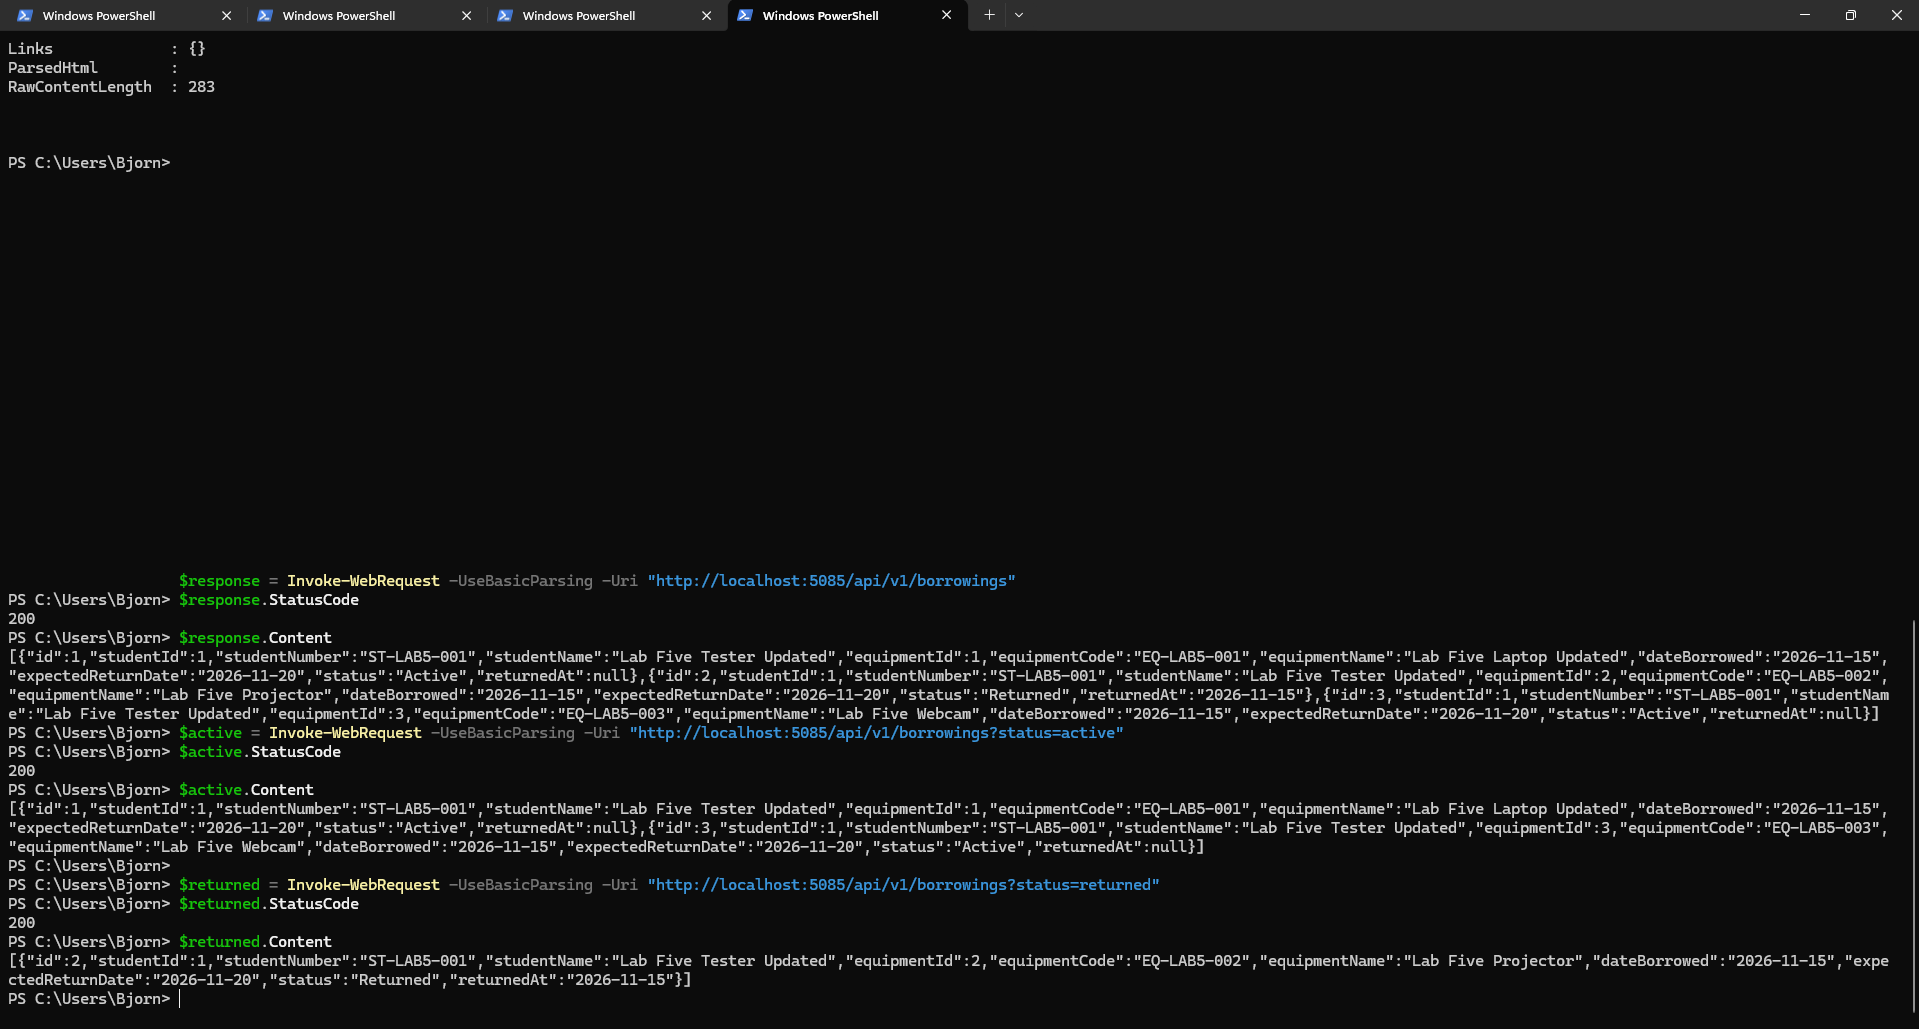 Windows PowerShell
Windows PowerShell
Windows PowerShell
Windows PowerShell
Links             : {}
ParsedHtml        :
RawContentLength  : 283
PS C:\Users\Bjorn>
$response = Invoke-WebRequest -UseBasicParsing -Uri "http://localhost:5085/api/v1/borrowings"
PS C:\Users\Bjorn> $response.StatusCode
200
PS C:\Users\Bjorn> $response.Content
[{"id":1,"studentId":1,"studentNumber":"ST-LAB5-001","studentName":"Lab Five Tester Updated","equipmentId":1,"equipmentCode":"EQ-LAB5-001","equipmentName":"Lab Five Laptop Updated","dateBorrowed":"2026-11-15",
"expectedReturnDate":"2026-11-20","status":"Active","returnedAt":null},{"id":2,"studentId":1,"studentNumber":"ST-LAB5-001","studentName":"Lab Five Tester Updated","equipmentId":2,"equipmentCode":"EQ-LAB5-002",
"equipmentName":"Lab Five Projector","dateBorrowed":"2026-11-15","expectedReturnDate":"2026-11-20","status":"Returned","returnedAt":"2026-11-15"},{"id":3,"studentId":1,"studentNumber":"ST-LAB5-001","studentNam
e":"Lab Five Tester Updated","equipmentId":3,"equipmentCode":"EQ-LAB5-003","equipmentName":"Lab Five Webcam","dateBorrowed":"2026-11-15","expectedReturnDate":"2026-11-20","status":"Active","returnedAt":null}]
PS C:\Users\Bjorn> $active = Invoke-WebRequest -UseBasicParsing -Uri "http://localhost:5085/api/v1/borrowings?status=active"
PS C:\Users\Bjorn> $active.StatusCode
200
PS C:\Users\Bjorn> $active.Content
[{"id":1,"studentId":1,"studentNumber":"ST-LAB5-001","studentName":"Lab Five Tester Updated","equipmentId":1,"equipmentCode":"EQ-LAB5-001","equipmentName":"Lab Five Laptop Updated","dateBorrowed":"2026-11-15",
"expectedReturnDate":"2026-11-20","status":"Active","returnedAt":null},{"id":3,"studentId":1,"studentNumber":"ST-LAB5-001","studentName":"Lab Five Tester Updated","equipmentId":3,"equipmentCode":"EQ-LAB5-003",
"equipmentName":"Lab Five Webcam","dateBorrowed":"2026-11-15","expectedReturnDate":"2026-11-20","status":"Active","returnedAt":null}]
PS C:\Users\Bjorn>
PS C:\Users\Bjorn> $returned = Invoke-WebRequest -UseBasicParsing -Uri "http://localhost:5085/api/v1/borrowings?status=returned"
PS C:\Users\Bjorn> $returned.StatusCode
200
PS C:\Users\Bjorn> $returned.Content
[{"id":2,"studentId":1,"studentNumber":"ST-LAB5-001","studentName":"Lab Five Tester Updated","equipmentId":2,"equipmentCode":"EQ-LAB5-002","equipmentName":"Lab Five Projector","dateBorrowed":"2026-11-15","expe
ctedReturnDate":"2026-11-20","status":"Returned","returnedAt":"2026-11-15"}]
PS C:\Users\Bjorn>